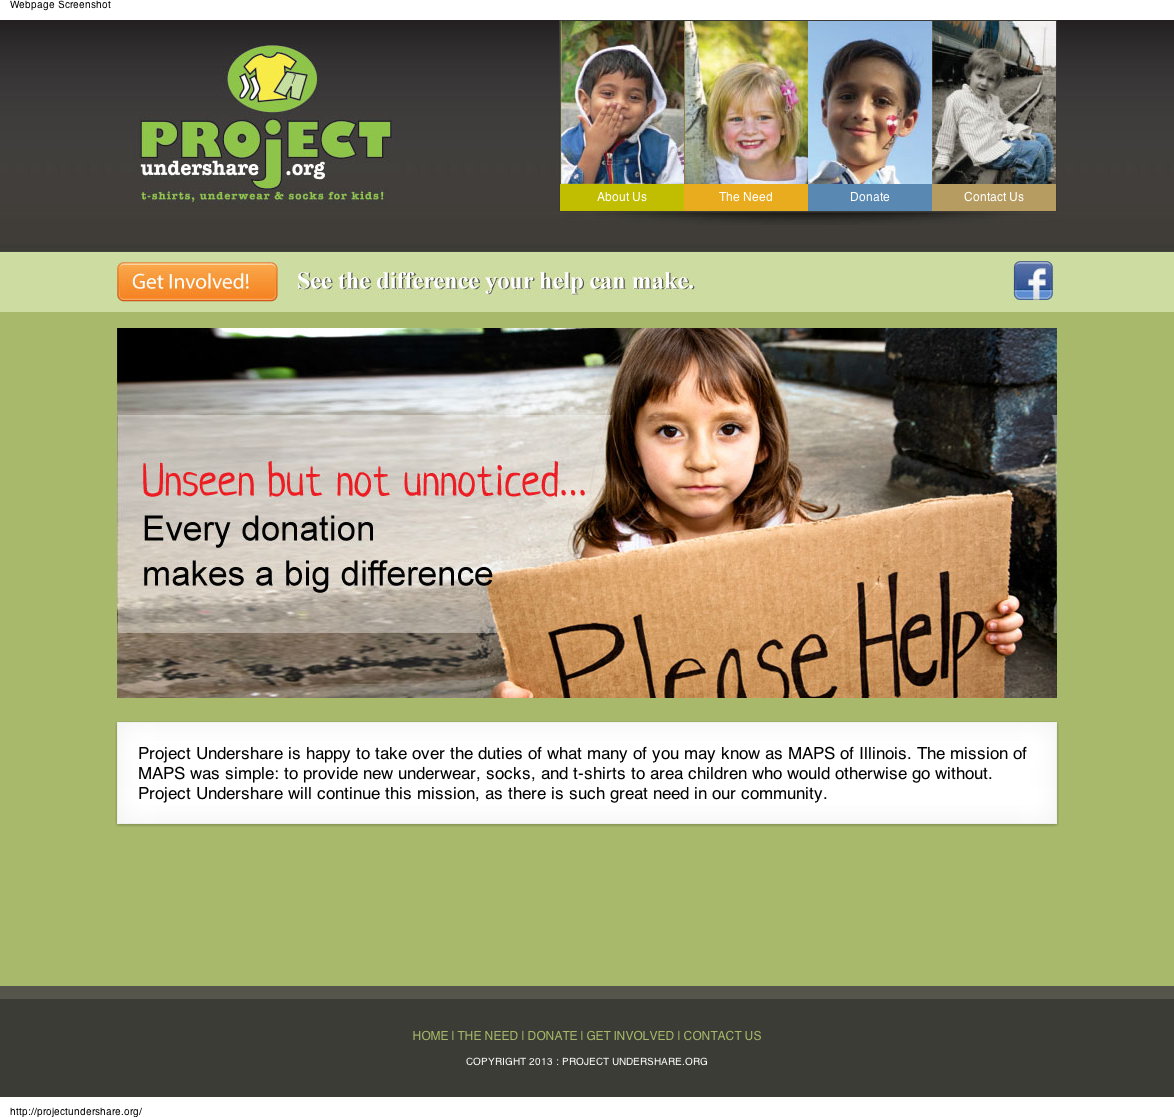 Webpage Screenshot
PROJECT
undershare .org
t-shirts, underwear & socks for kids!
About Us
The Need
Donate
Contact Us
Get Involved!
See the difference your help can make.
f
Unseen but not unnoticed...
Every donation
makes a big difference
Please Help
Project Undershare is happy to take over the duties of what many of you may know as MAPS of Illinois. The mission of
MAPS was simple: to provide new underwear, socks, and t-shirts to area children who would otherwise go without.
Project Undershare will continue this mission, as there is such great need in our community.
HOME | THE NEED | DONATE | GET INVOLVED | CONTACT US
COPYRIGHT 2013 : PROJECT UNDERSHARE.ORG
http://projectundershare.org/